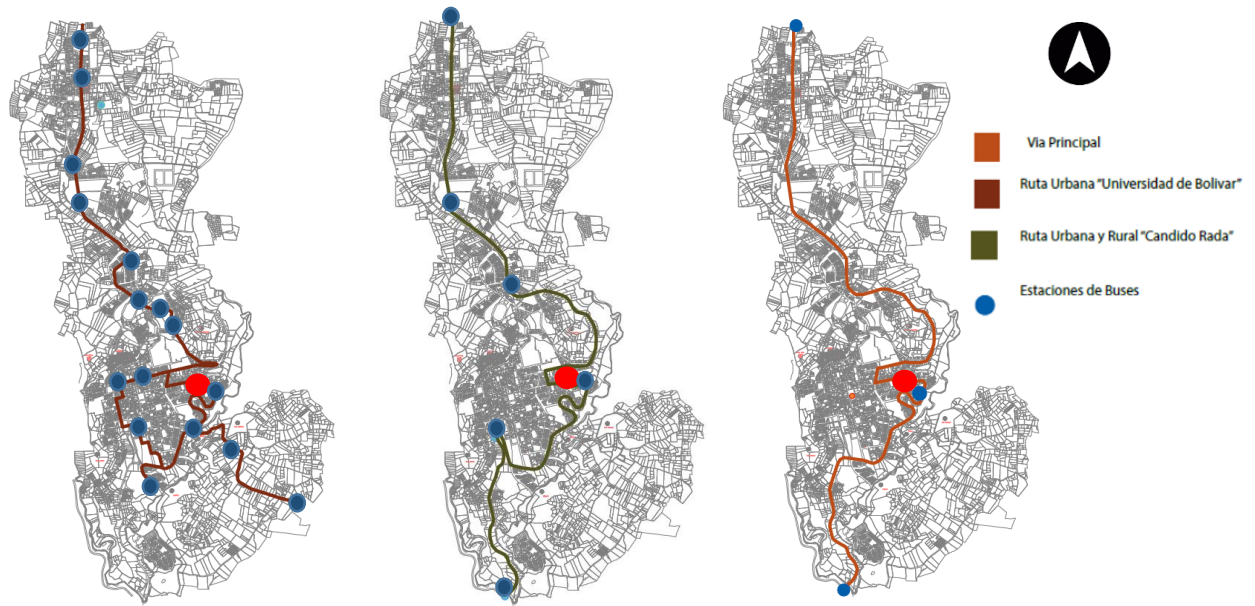 Via Principal
Ruta Urbana "Universidad de Bolivar"
Ruta Urbana y Rural "Candido Rada"
Estaciones de Buses